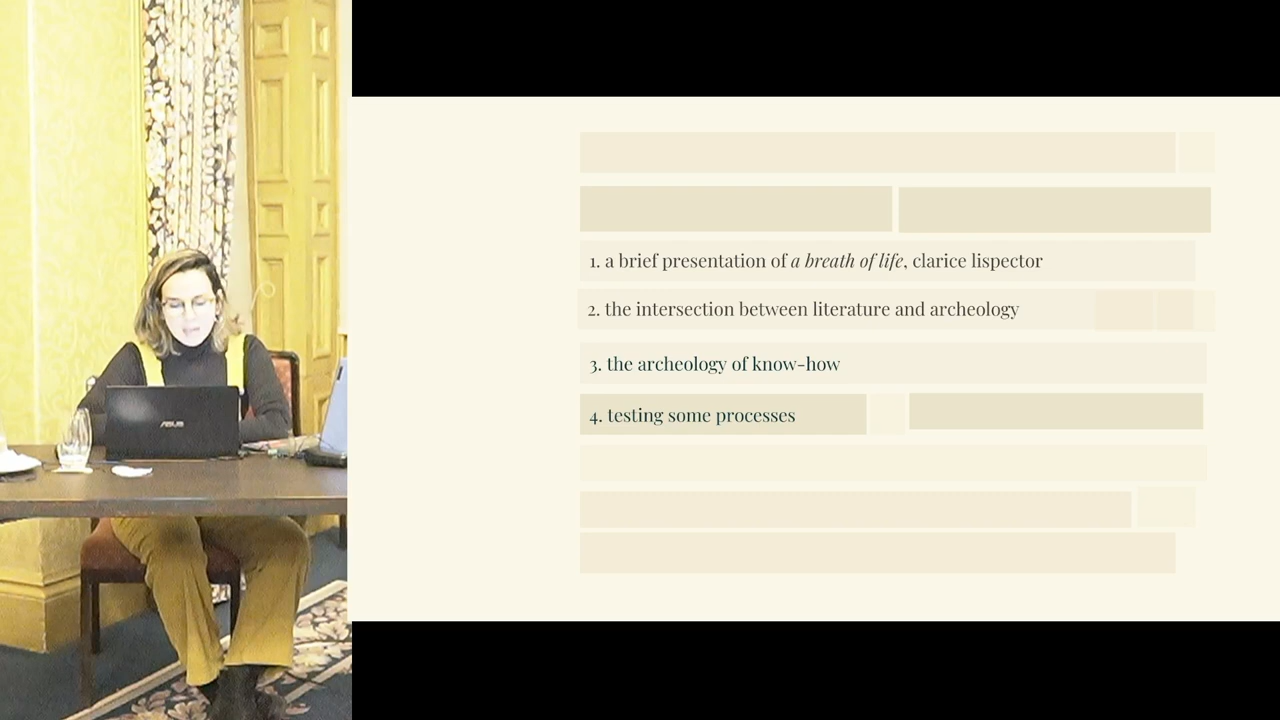 1. a brief presentation of a breath of life, clarice lispector
2. the intersection between literature and archeology
3. the archeology of know-how
4. testing some processes
ASUS